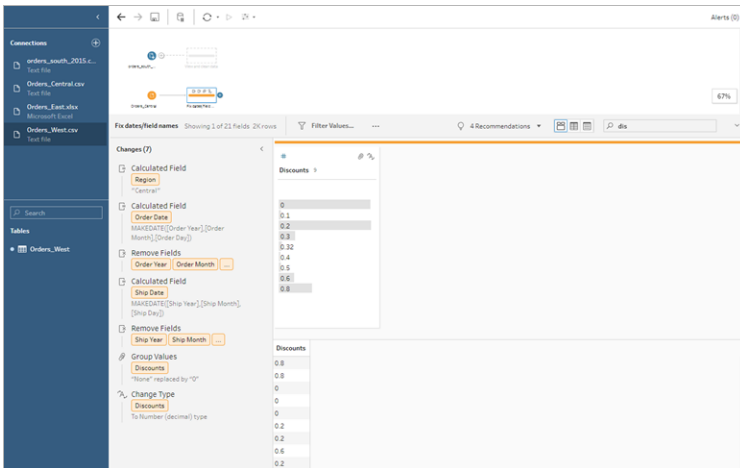 Alerts (0)
Connections
orders_south_2015.c...
Text file
Orders_Central.csv
Text file
Orders_East.xlsx
Microsoft Excel
Orders_West.csv
Text file
Search
Tables
Orders_West
orders_south_...
Orders_Central
Fix dates/field...
67%
Fix dates/field names Showing 1 of 21 fields 2K rows
Filter Values...
...
4 Recommendations
dis
Changes (7)
Calculated Field
Region
"Central"
Calculated Field
Order Date
MAKEDATE([Order Year],[Order
Month],[Order Day])
Remove Fields
Order Year Order Month ...
Calculated Field
Ship Date
MAKEDATE([Ship Year],[Ship Month],
[Ship Day])
Remove Fields
Ship Year Ship Month ...
Group Values
Discounts
"None" replaced by "0"
Change Type
Discounts
To Number (decimal) type
#
Discounts 9
0
0.1
0.2
0.3
0.32
0.4
0.5
0.6
0.8
Discounts
0.8
0.8
0
0
0
0.2
0.2
0.6
0.2